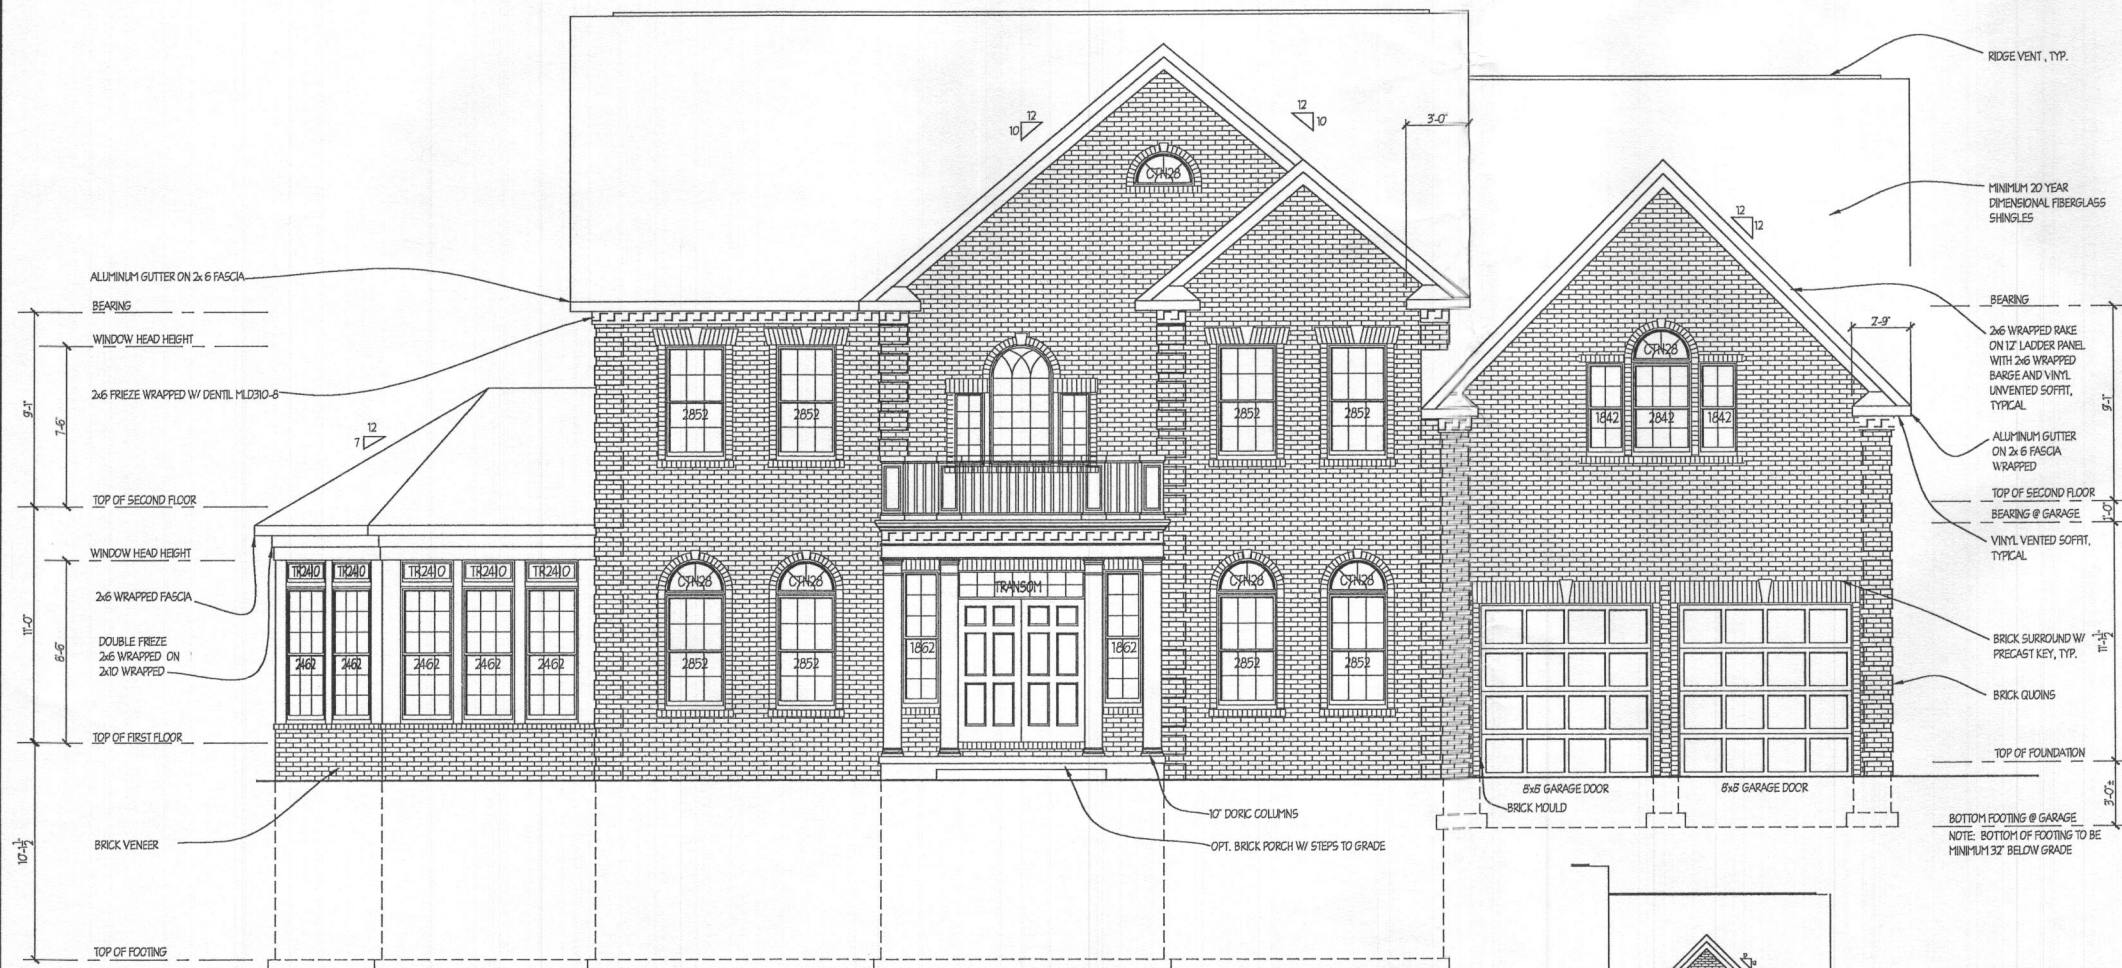 RIDGE VENT, TYP.
12
10
12
10
3'-0"
CTN28
MINIMUM 20 YEAR
DIMENSIONAL FIBERGLASS
SHINGLES
12
12
ALUMINUM GUTTER ON 2x 6 FASCIA
BEARING
WINDOW HEAD HEIGHT
2x6 FRIEZE WRAPPED W/ DENTIL MLD310-8
9'-1"
7'-6"
12
7
TOP OF SECOND FLOOR
WINDOW HEAD HEIGHT
2x6 WRAPPED FASCIA
DOUBLE FRIEZE
2x6 WRAPPED ON
2x10 WRAPPED
11'-0"
8'-6"
TOP OF FIRST FLOOR
BRICK VENEER
10'-1½"
TOP OF FOOTING
2852
2852
2852
2852
TR2410
TR2410
TR2410
TR2410
TR2410
2462
2462
2462
2462
2462
CTN28
CTN28
TRANSOM
CTN28
CTN28
2852
2852
1862
1862
2852
2852
CTN28
1842
2842
1842
8x8 GARAGE DOOR
8x8 GARAGE DOOR
BRICK MOULD
10" DORIC COLUMNS
OPT. BRICK PORCH W/ STEPS TO GRADE
BEARING
2'-9"
2x6 WRAPPED RAKE
ON 12" LADDER PANEL
WITH 2x6 WRAPPED
BARGE AND VINYL
UNVENTED SOFFIT,
TYPICAL
9'-1"
ALUMINUM GUTTER
ON 2x 6 FASCIA
WRAPPED
TOP OF SECOND FLOOR
BEARING @ GARAGE
1'-0"
VINYL VENTED SOFFIT,
TYPICAL
BRICK SURROUND W/
PRECAST KEY, TYP.
11'-1½"
BRICK QUOINS
TOP OF FOUNDATION
3'-0"±
BOTTOM FOOTING @ GARAGE
NOTE: BOTTOM OF FOOTING TO BE
MINIMUM 32" BELOW GRADE